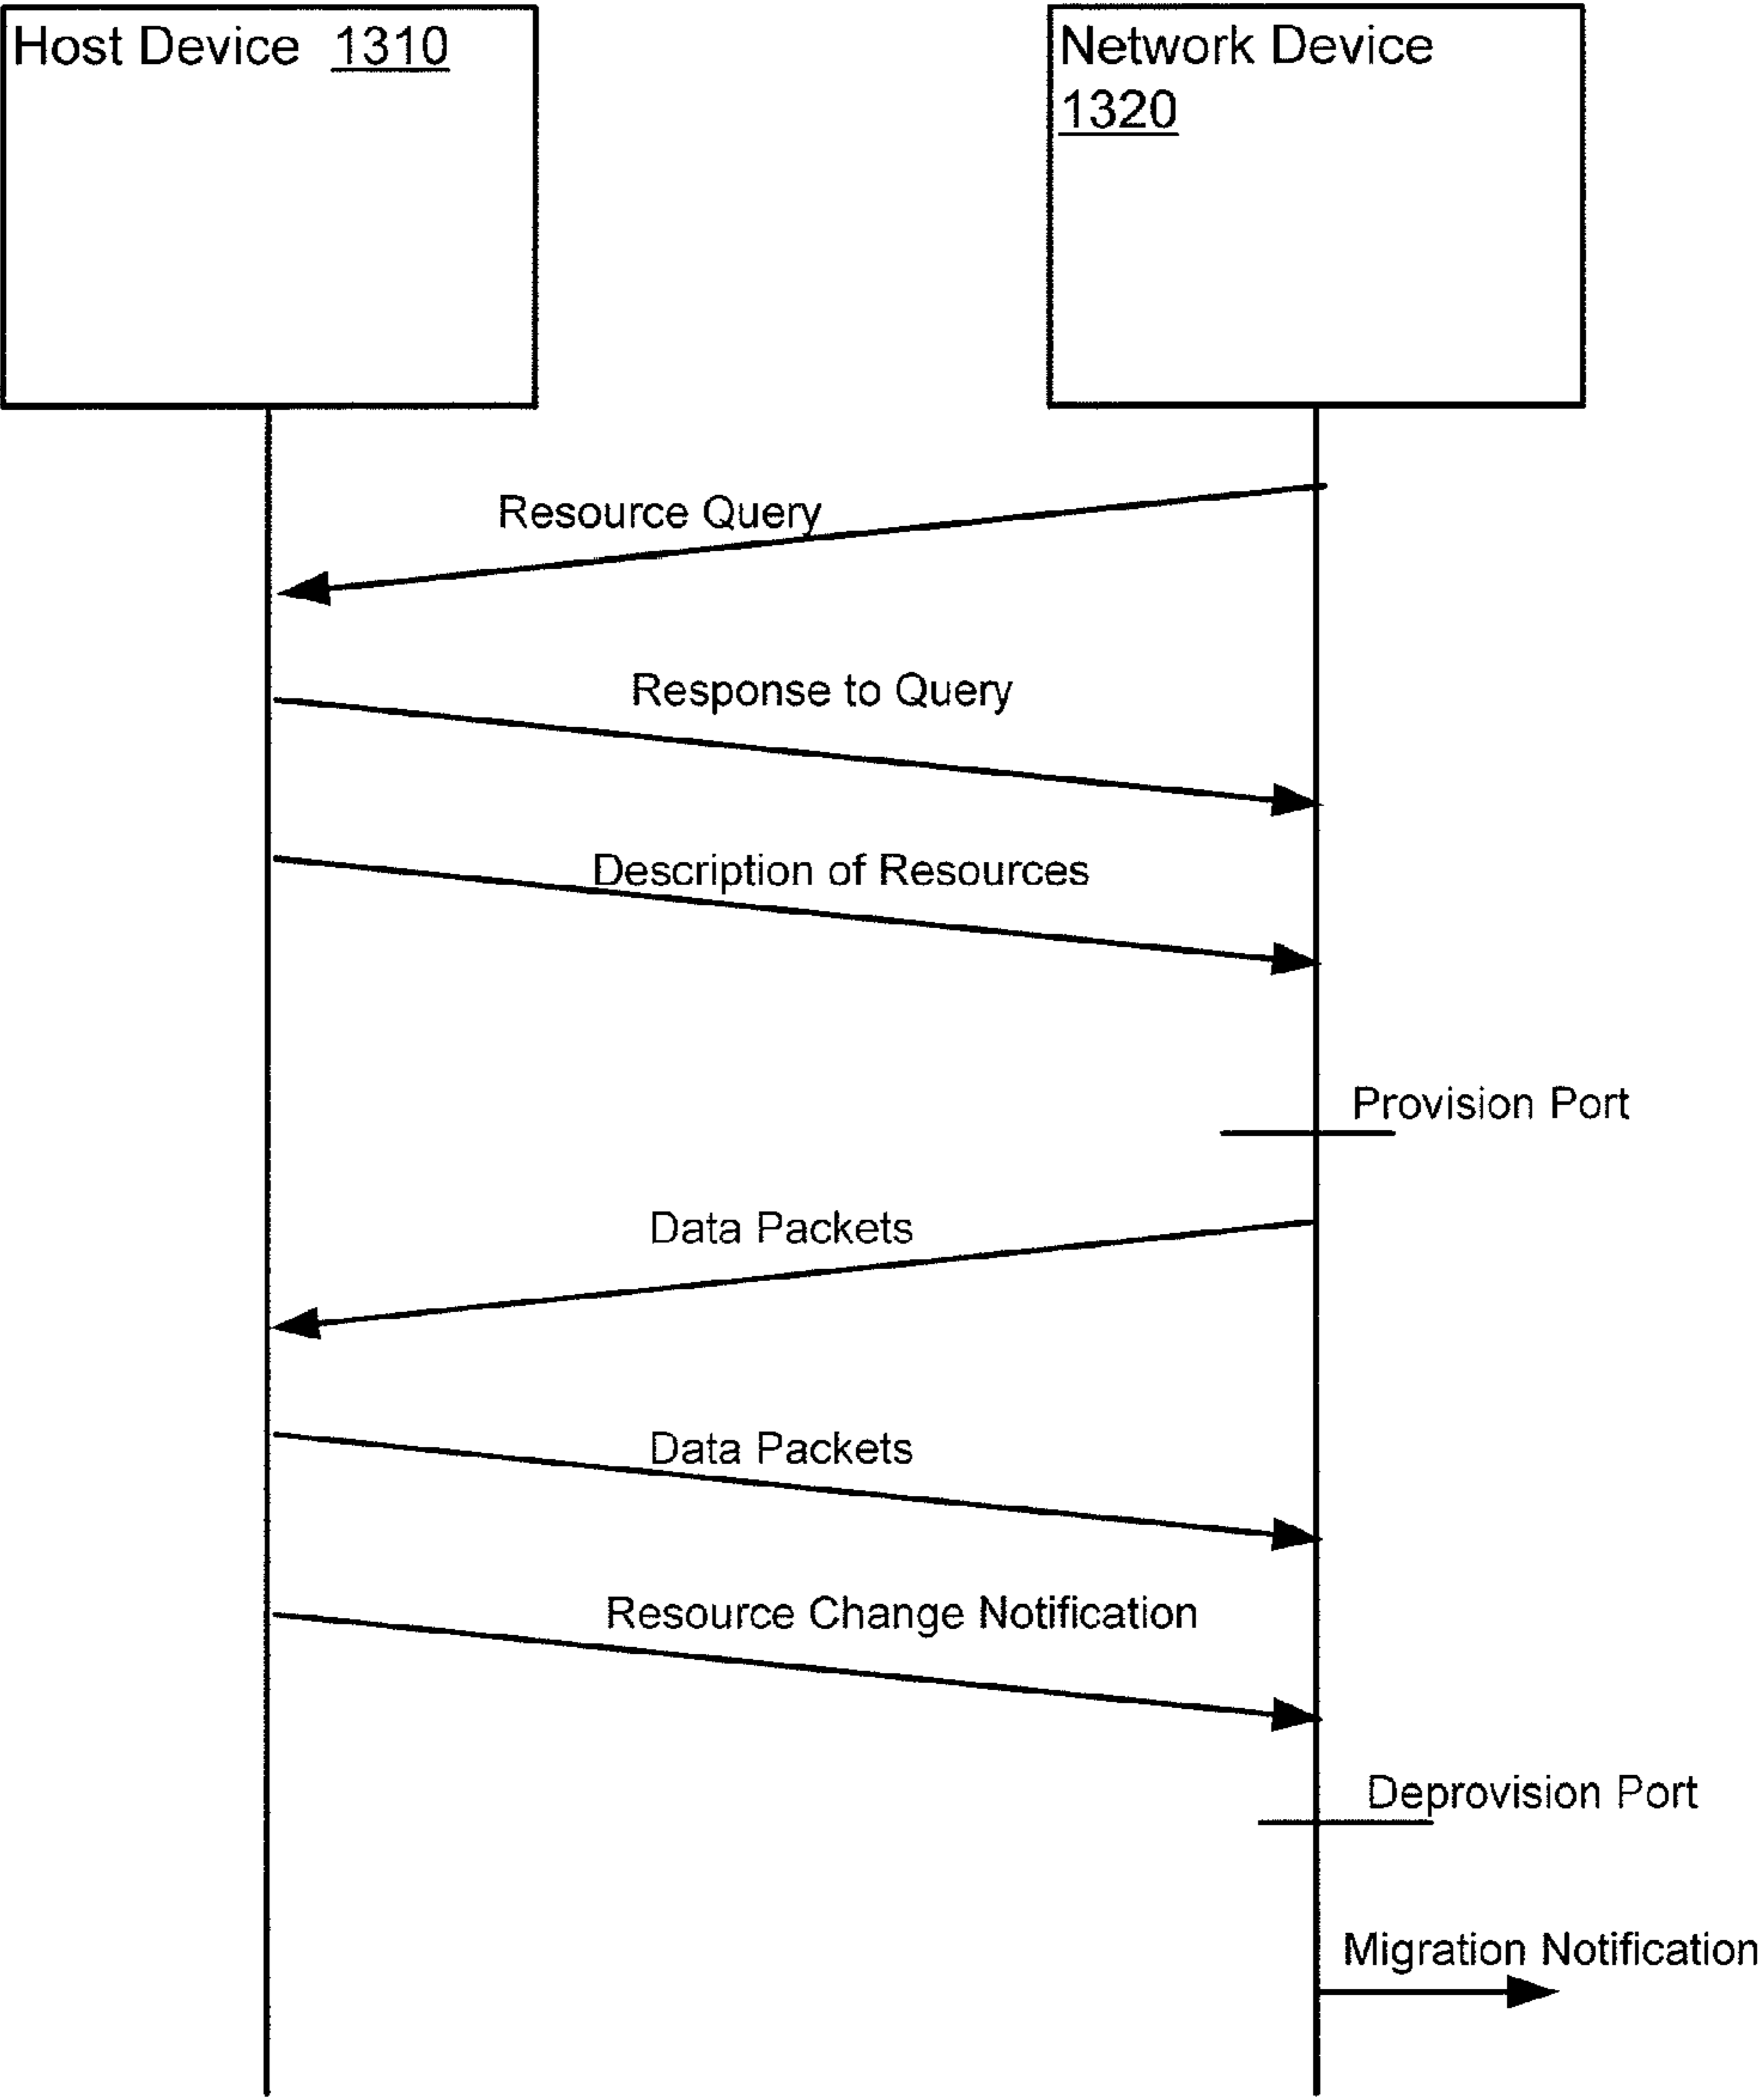 Host Device 1310
Network Device
1320
Resource Query
Response to Query
Description of Resources
Provision Port
Data Packets
Data Packets
Resource Change Notification
Deprovision Port
Migration Notification